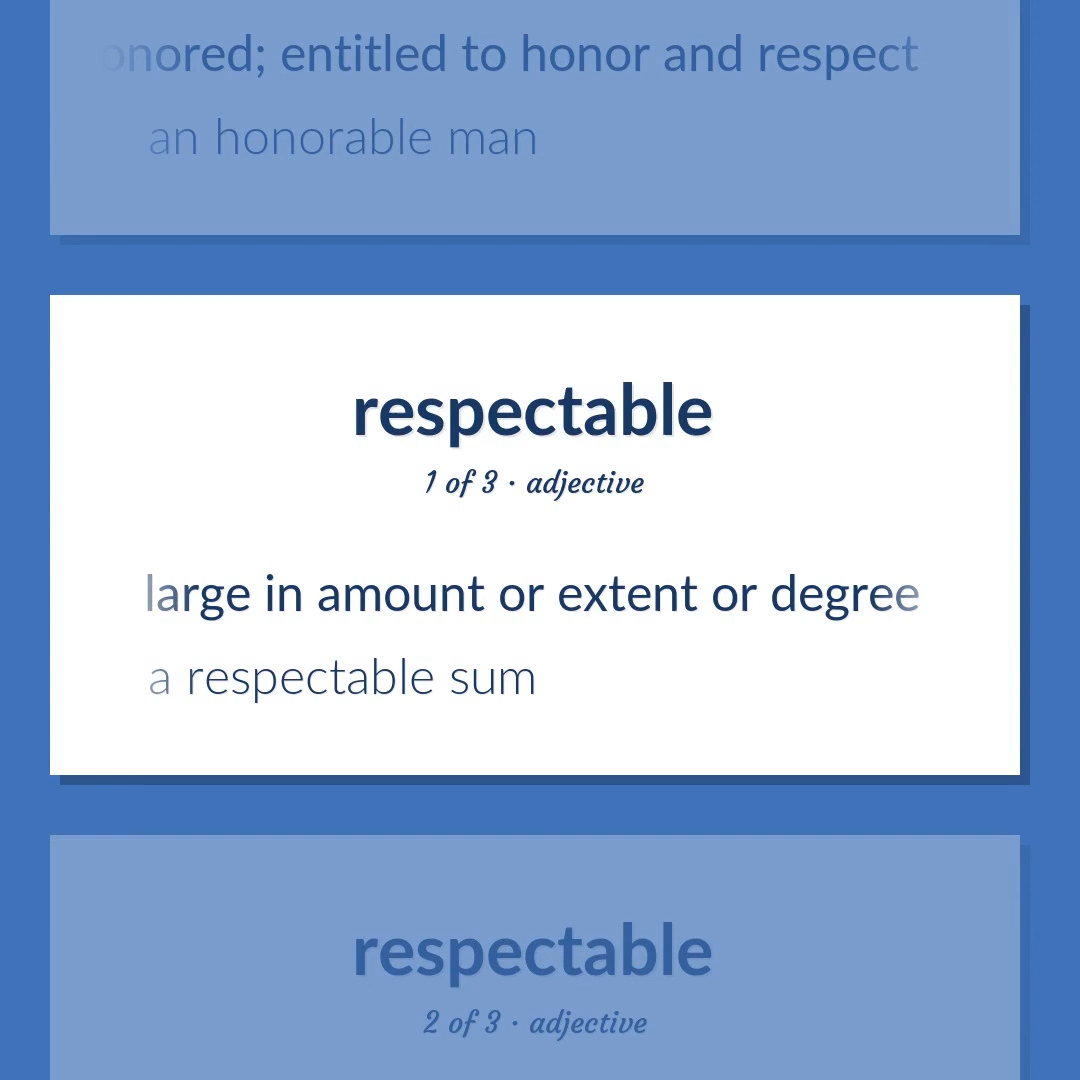 onored; entitled to honor and respect
an honorable man
respectable
1 of 3 · adjective
large in amount or extent or degree
a respectable sum
respectable
2 of 3 · adjective